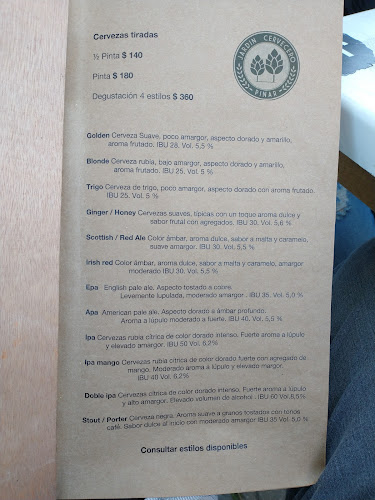 Cervezas tiradas
½ Pinta $ 140
Pinta $ 180
Degustación 4 estilos $ 360
JARDIN CERVECERO
PINAR
Golden Cerveza Suave, poco amargor, aspecto dorado y amarillo,
aroma frutado. IBU 28. Vol. 5,5 %
Blonde Cerveza rubia, bajo amargor, aspecto dorado y amarillo,
aroma frutado. IBU 25. Vol. 5 %
Trigo Cerveza de trigo, poco amargor, aspecto dorado con aroma frutado.
IBU 25. Vol. 5 %
Ginger / Honey Cervezas suaves, típicas con un toque aroma dulce y
sabor frutal con agregados. IBU 30. Vol. 5,6 %
Scottish / Red Ale Color ámbar, aroma dulce, sabor a malta y caramelo,
suave amargor. IBU 30. Vol. 5,5 %
Irish red Color ámbar, aroma dulce, sabor a malta y caramelo, amargor
moderado IBU 30. Vol. 5,5 %
Epa English pale ale. Aspecto tostado a cobre.
Levemente lupulada, moderado amargor . IBU 35. Vol. 5,0 %
Apa American pale al. Aspecto dorado a ámbar profundo.
Aroma a lúpulo moderado a fuerte, IBU 40, Vol. 5,5 %
Ipa Cervezas rubia cítrica de color dorado intenso. Fuerte aroma a lúpulo
y elevado amargor. IBU 50 Vol. 6,2%
Ipa mango Cervezas rubia cítrica de color dorado fuerte con agregado de
mango. Moderado aroma a lúpulo y elevado margor.
IBU 40 Vol. 6,2%
Doble Ipa Cervezas cítrica de color dorado intenso. Fuerte aroma a lúpulo
y alto amargor. Elevado volumen de alcohol . IBU 60 Vol.8,5%
Stout / Porter Cerveza negra. Aroma suave a granos tostados con tonos
café. Sabor dulce al inicio con moderado amargor IBU 35 Vol. 5,0 %
Consultar estilos disponibles